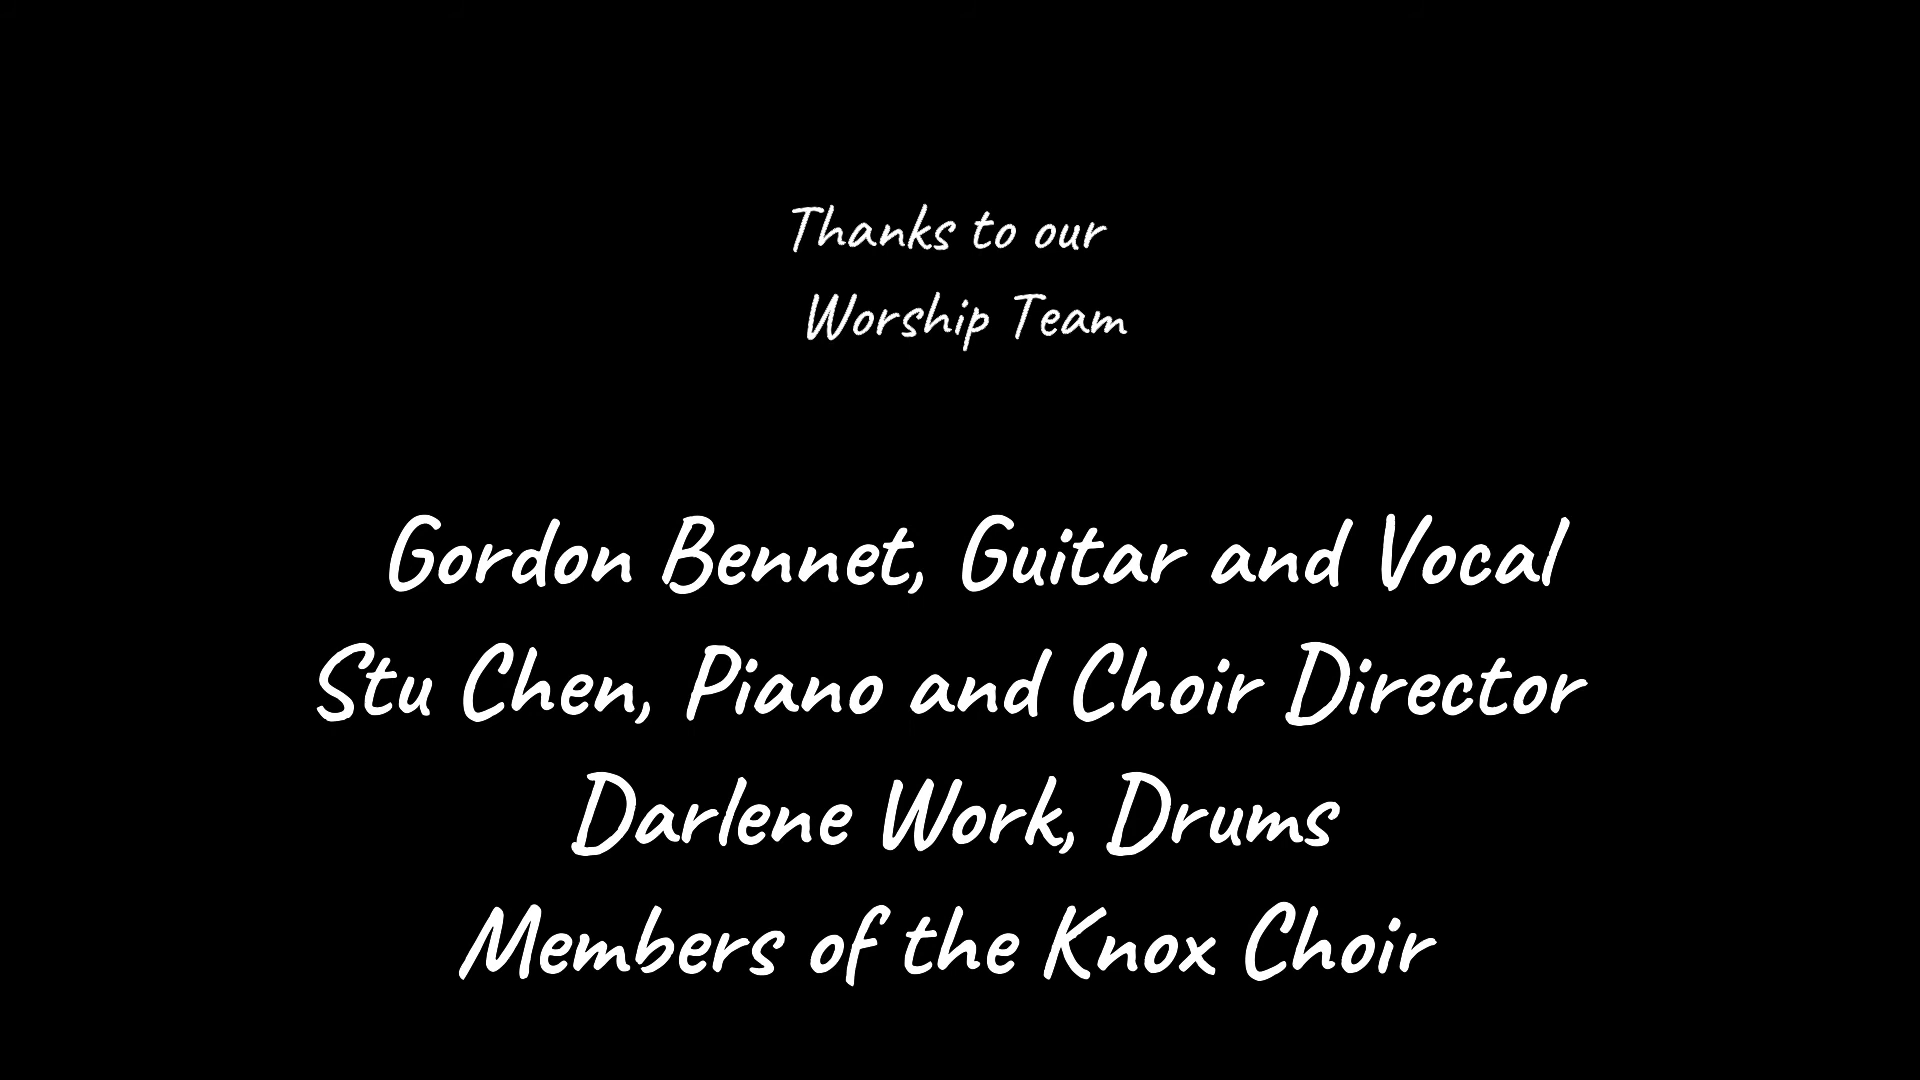 Thanks to our
Worship Team
Gordon Bennet, Guitar and Vocal
Stu Chen, Piano and Choir Director
Darlene Work, Drums
Members of the Knox Choir